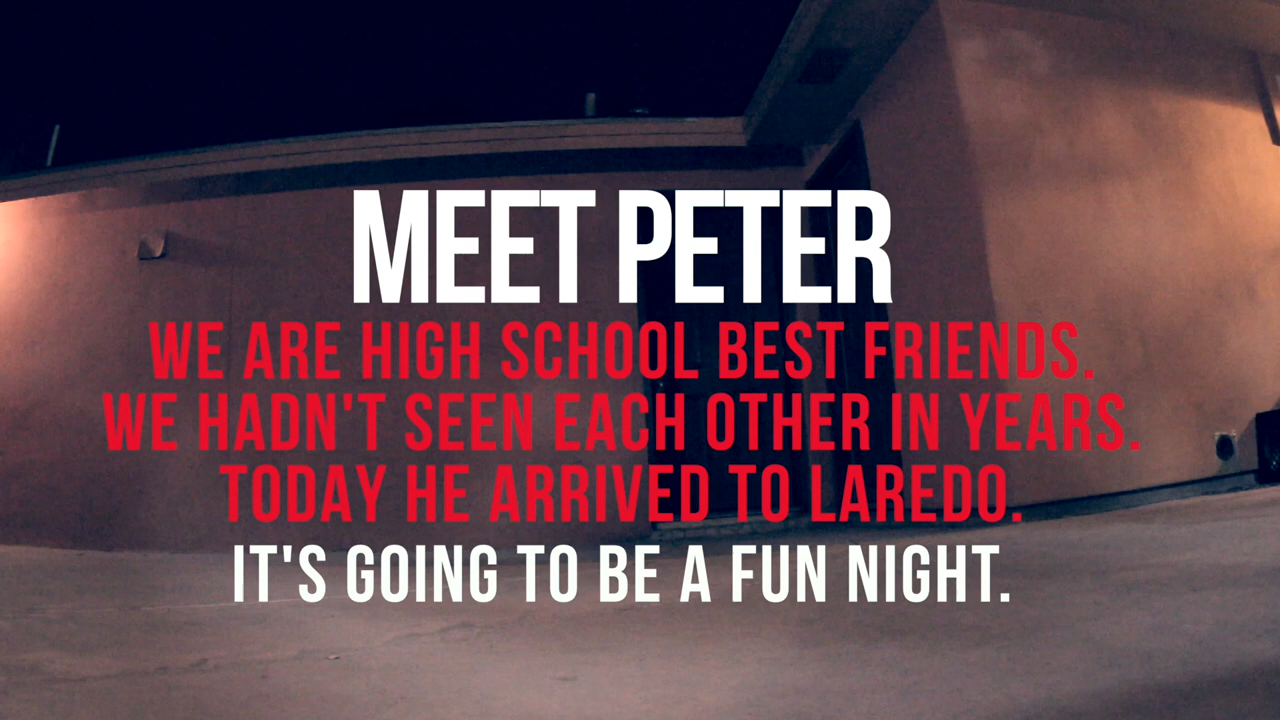 MEET PETER
WE ARE HIGH SCHOOL BEST FRIENDS.
WE HADN'T SEEN EACH OTHER IN YEARS.
TODAY HE ARRIVED TO LAREDO.
IT'S GOING TO BE A FUN NIGHT.